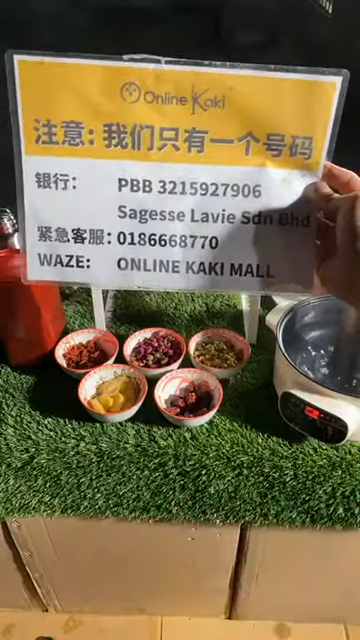 Online Kaki
注意: 我们只有一个号码
银行: PBB 3215927906
Sagesse Lavie Sdn Bhd
紧急客服: 0186668770
WAZE: ONLINE KAKI MALL